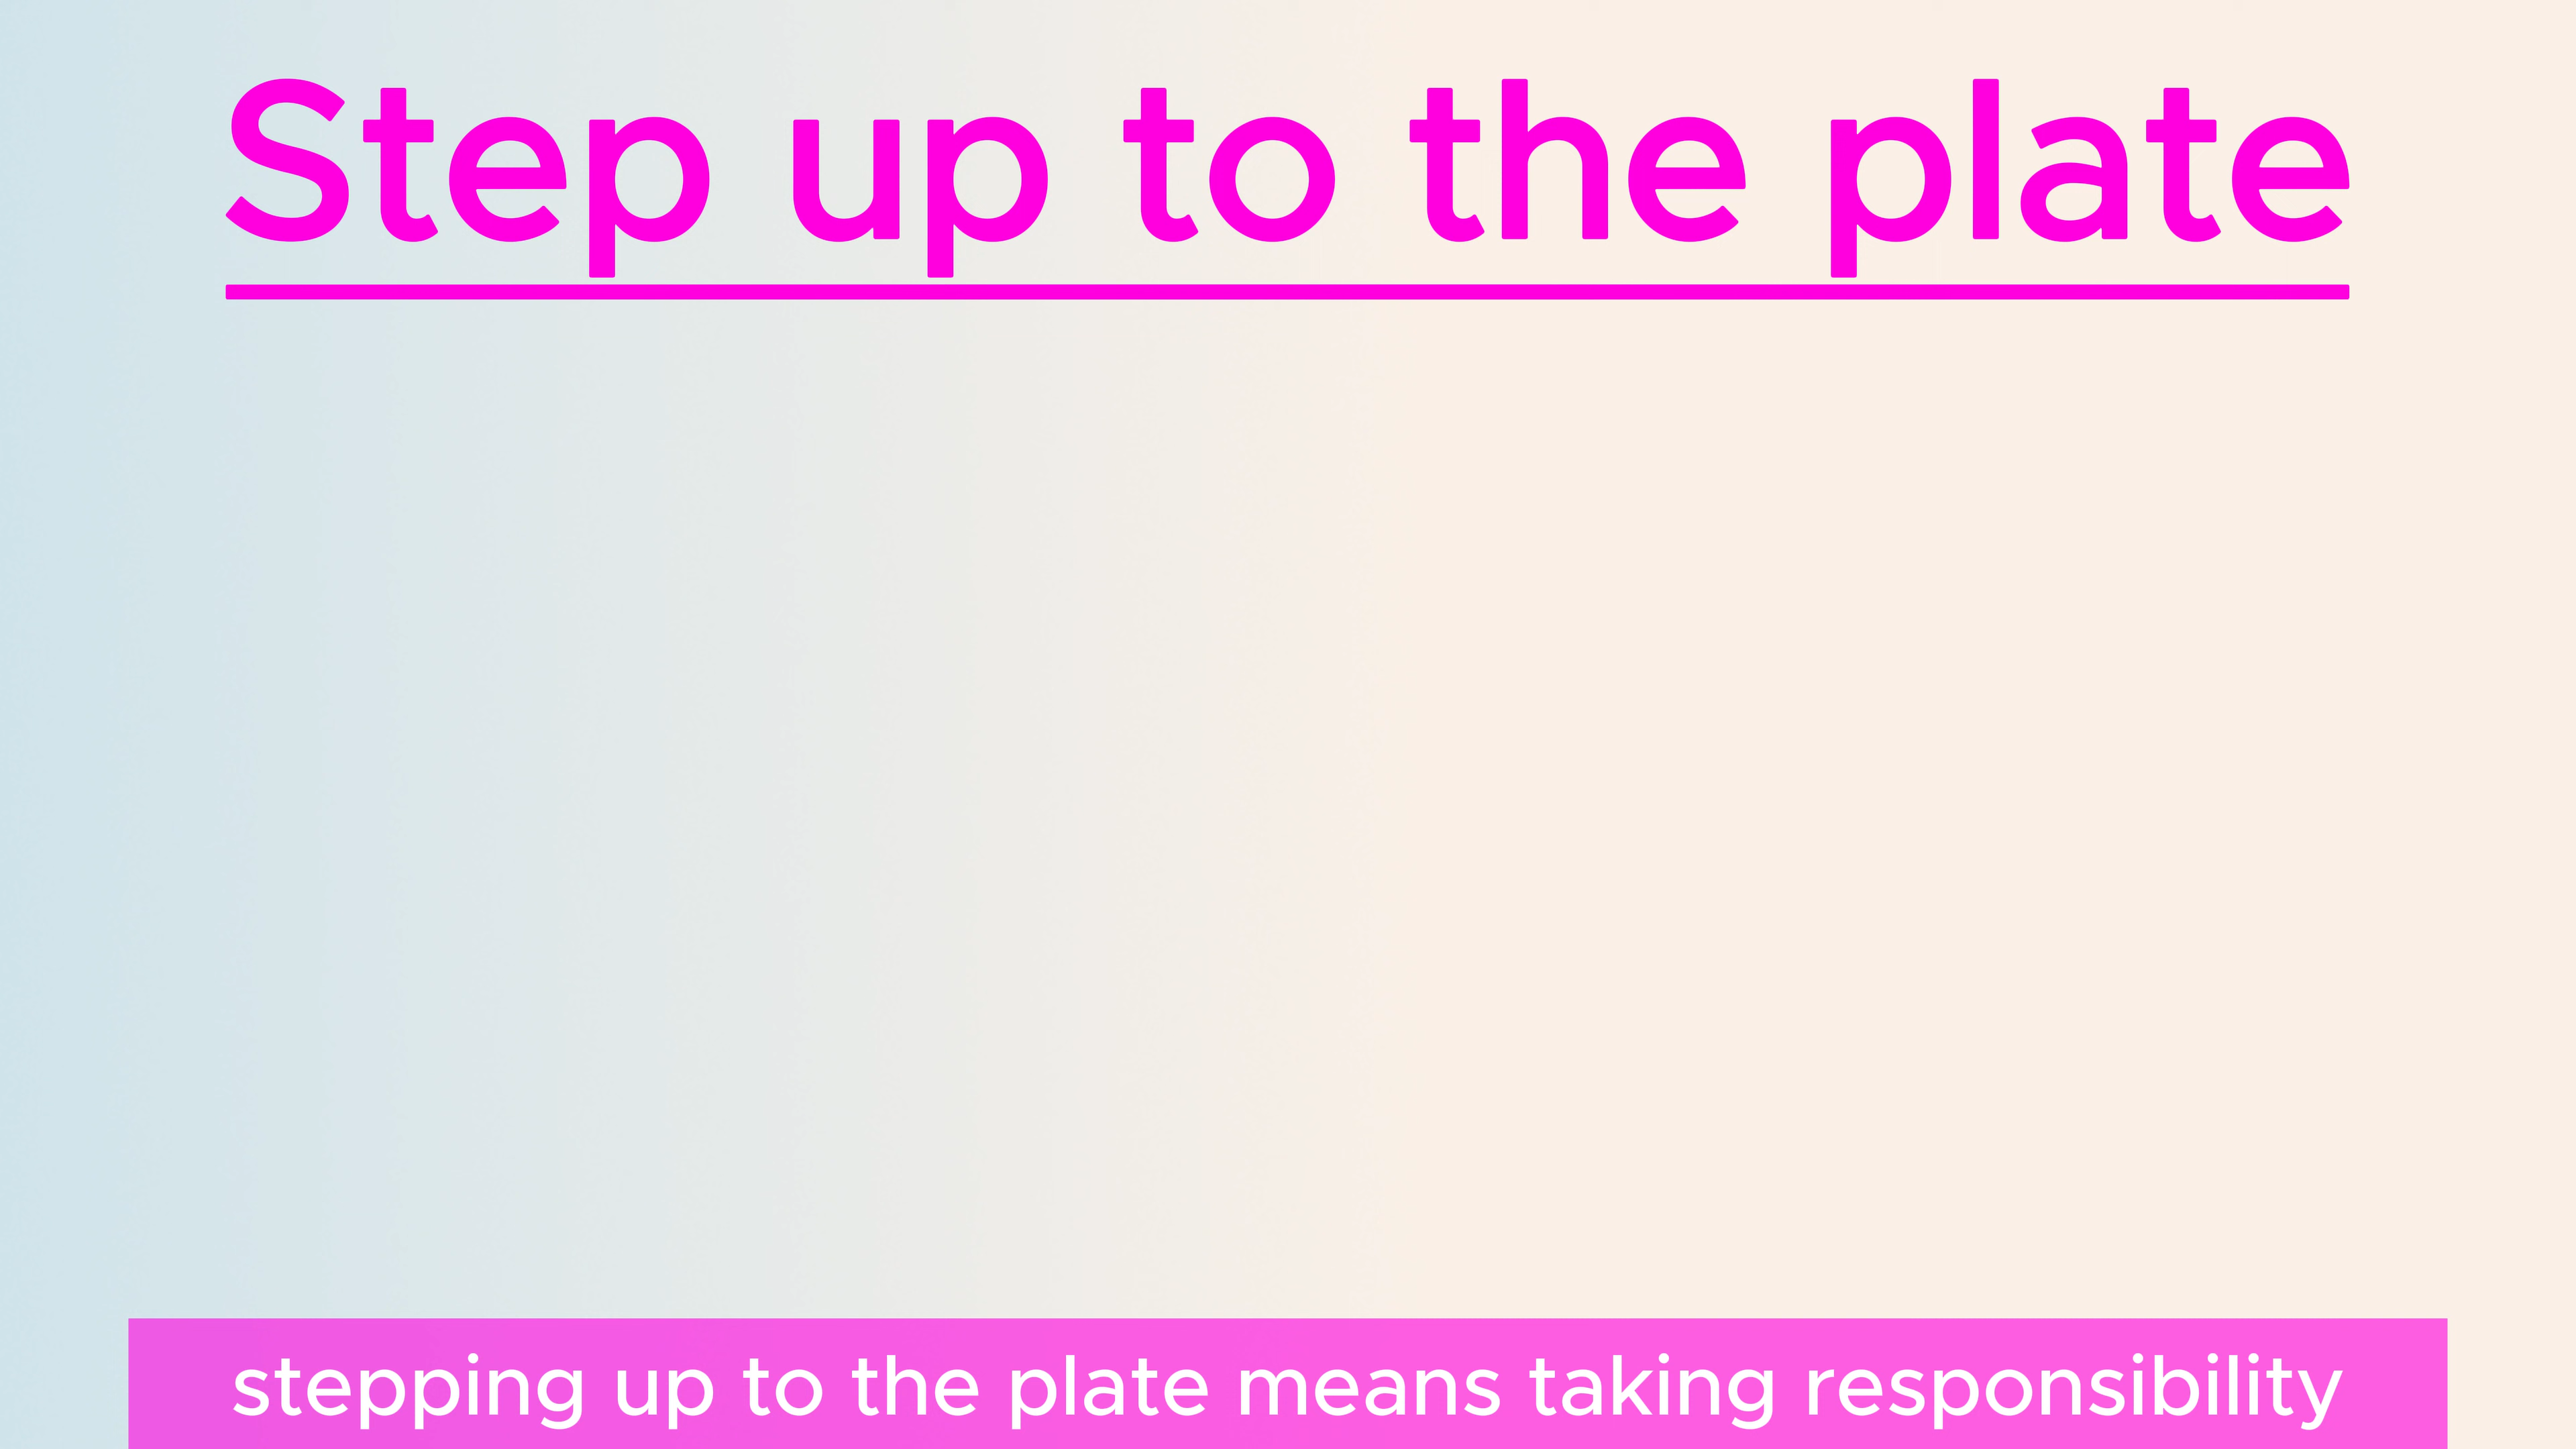 Step up to the plate
stepping up to the plate means taking responsibility